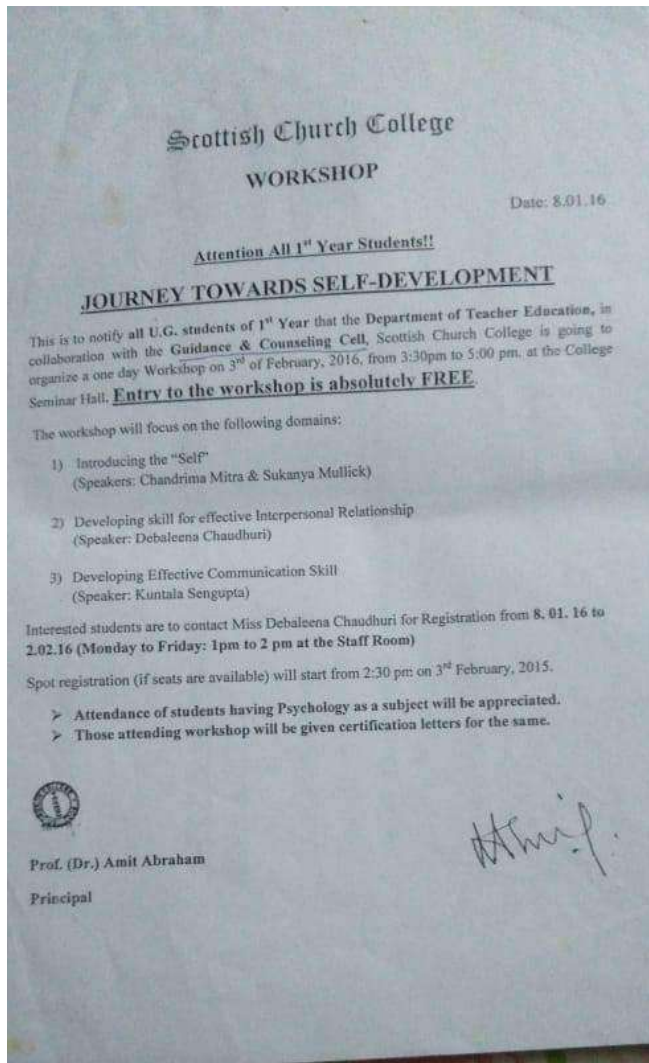 Scottish Church College
WORKSHOP
Date: 8.01.16
Attention All 1st Year Students!!
JOURNEY TOWARDS SELF-DEVELOPMENT
This is to notify all U.G. students of 1st Year that the Department of Teacher Education, in
collaboration with the Guidance & Counseling Cell, Scottish Church College is going to
organize a one day Workshop on 3rd of February, 2016, from 3:30pm to 5:00 pm, at the College
Seminar Hall. Entry to the workshop is absolutely FREE.
The workshop will focus on the following domains:
1) Introducing the “Self”
(Speakers: Chandrima Mitra & Sukanya Mullick)
2) Developing skill for effective Interpersonal Relationship
(Speaker: Debaleena Chaudhuri)
3) Developing Effective Communication Skill
(Speaker: Kuntala Sengupta)
Interested students are to contact Miss Debaleena Chaudhuri for Registration from 8. 01. 16 to
2.02.16 (Monday to Friday: 1pm to 2 pm at the Staff Room)
Spot registration (if seats are available) will start from 2:30 pm on 3rd February, 2015.
➢ Attendance of students having Psychology as a subject will be appreciated.
➢ Those attending workshop will be given certification letters for the same.
Prof. (Dr.) Amit Abraham
Principal